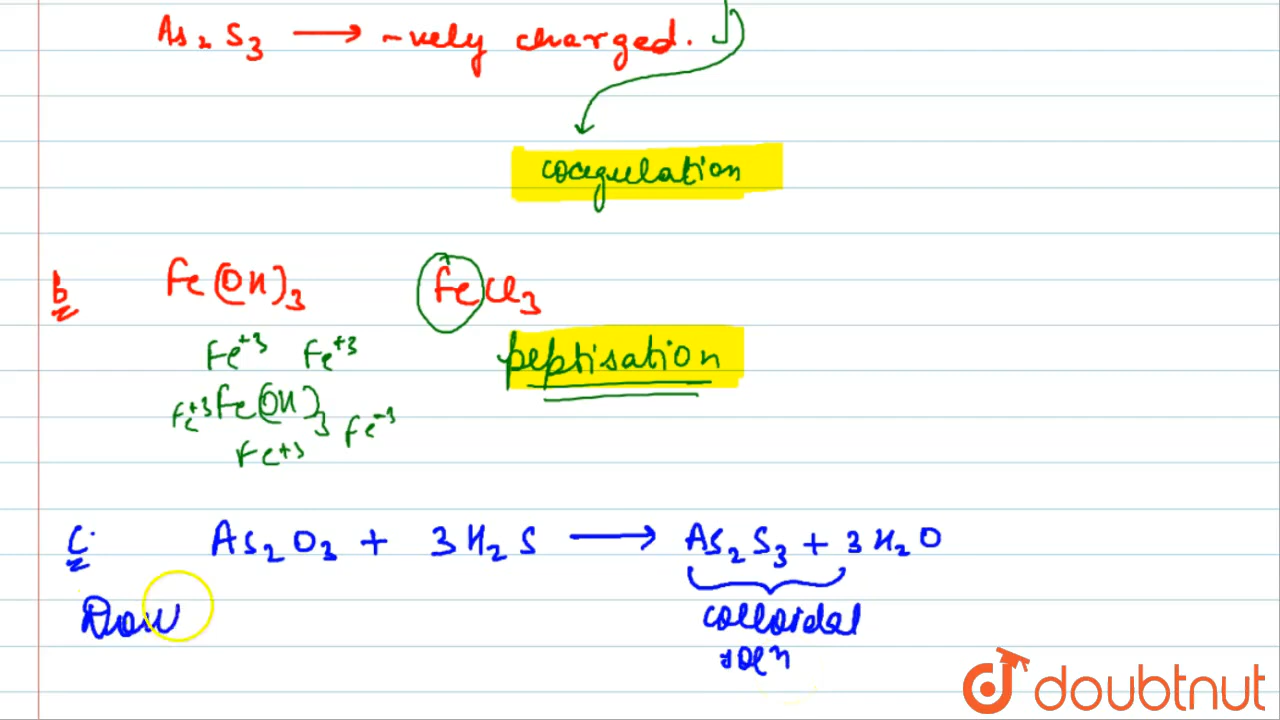 As₂S₃ → -vely charged.
coagulation
b Fe(OH)₃ FeCl₃
Fe⁺³ Fe⁺³ peptisation
Fe⁺³ Fe(OH)₃ Fe⁻³
Fe⁺³
C. As₂O₃ + 3H₂S → As₂S₃ + 3H₂O
colloidal
solⁿ
doubtnut